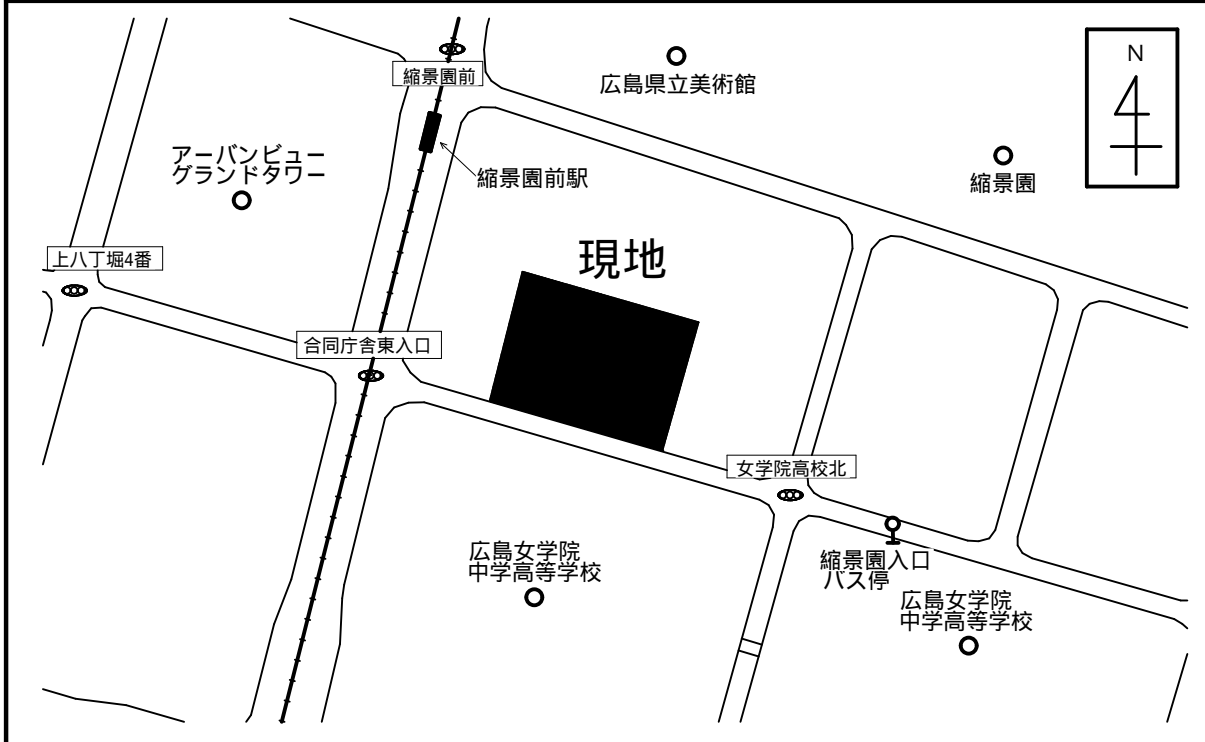 N
縮景園前
広島県立美術館
アーバンビュー
グランドタワー
縮景園前駅
縮景園
現地
上八丁堀4番
合同庁舎東入口
女学院高校北
広島女学院
中学高等学校
縮景園入口
バス停
広島女学院
中学高等学校